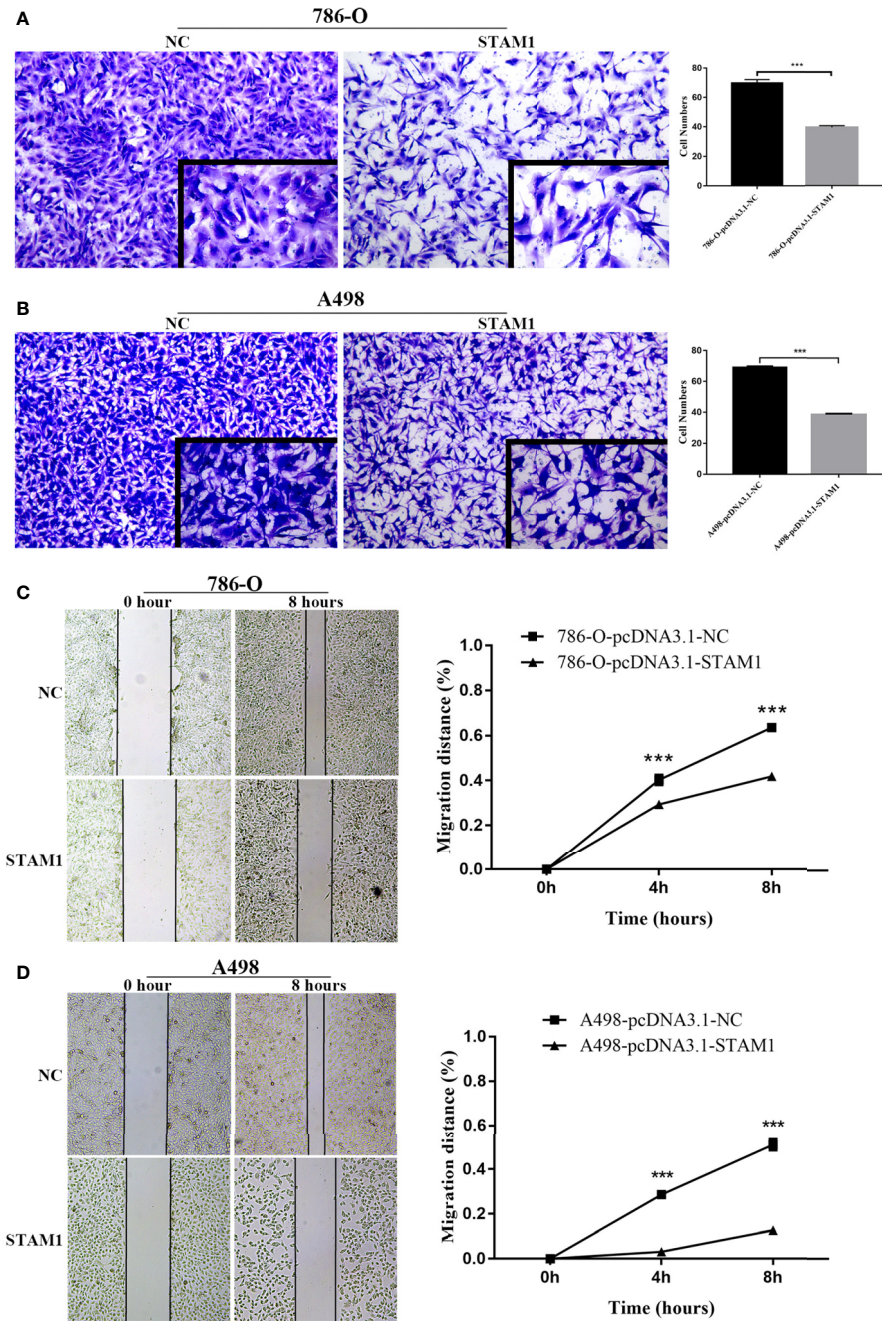 A
786-O
NC STAM1
Cell Numbers
80
60
40
20
0
***
786-O-pcDNA3.1-NC
786-O-pcDNA3.1-STAM1
B
A498
NC STAM1
Cell Numbers
80
60
40
20
0
***
A498-pcDNA3.1-NC
A498-pcDNA3.1-STAM1
C
786-O
0 hour 8 hours
NC
STAM1
786-O-pcDNA3.1-NC
786-O-pcDNA3.1-STAM1
Migration distance (%)
1.0
0.8
0.6
0.4
0.2
0.0
***
***
0h 4h 8h
Time (hours)
D
A498
0 hour 8 hours
NC
STAM1
A498-pcDNA3.1-NC
A498-pcDNA3.1-STAM1
Migration distance (%)
1.0
0.8
0.6
0.4
0.2
0.0
***
***
0h 4h 8h
Time (hours)